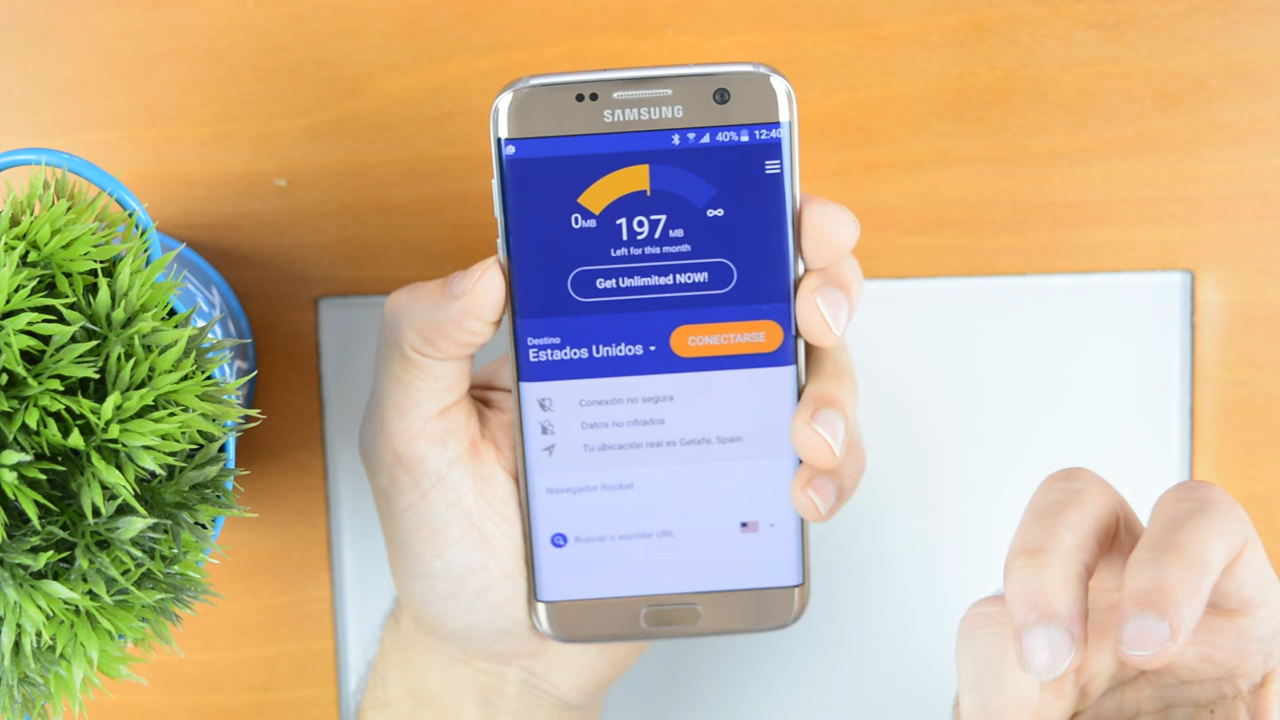 SAMSUNG
40% 12:40
0MB
∞
197 MB
Left for this month
Get Unlimited NOW!
Destino
Estados Unidos
CONECTARSE
Conexión no segura
Datos no cifrados
Tu ubicación real es Getafe, Spain
Navegador Rocket
Buscar o escribir URL